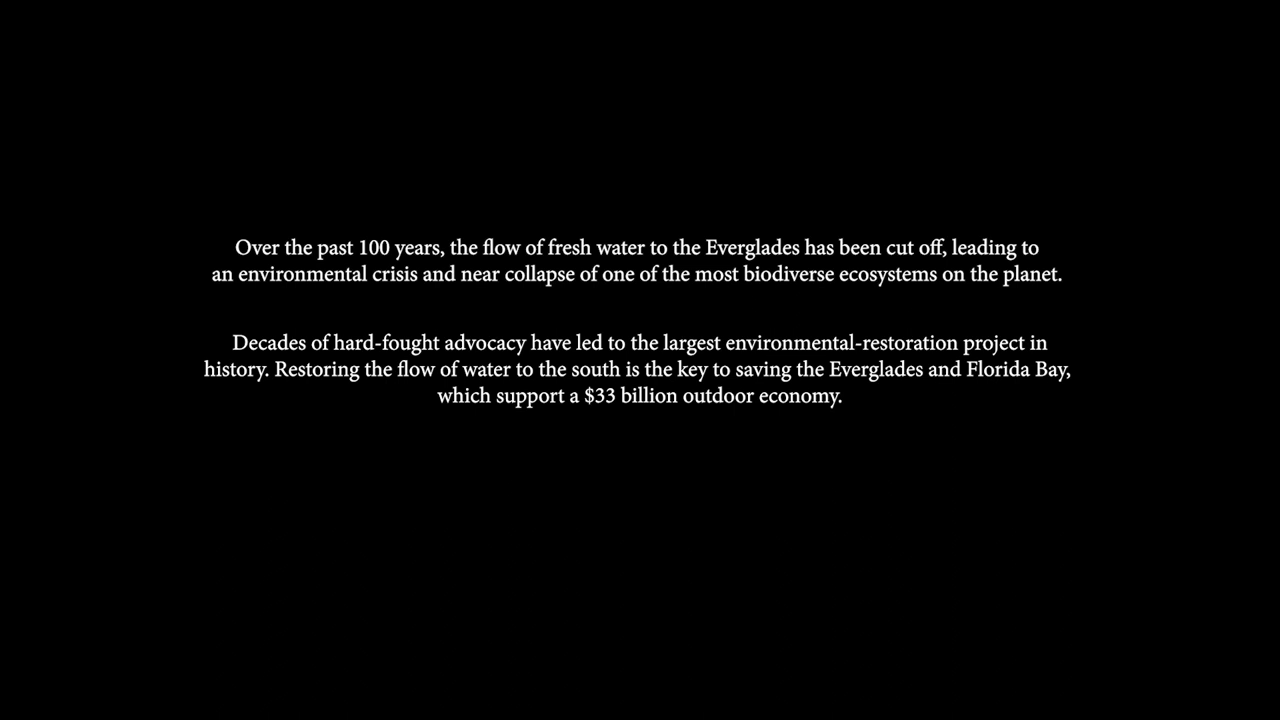 Over the past 100 years, the flow of fresh water to the Everglades has been cut off, leading to
an environmental crisis and near collapse of one of the most biodiverse ecosystems on the planet.
Decades of hard-fought advocacy have led to the largest environmental-restoration project in
history. Restoring the flow of water to the south is the key to saving the Everglades and Florida Bay,
which support a $33 billion outdoor economy.